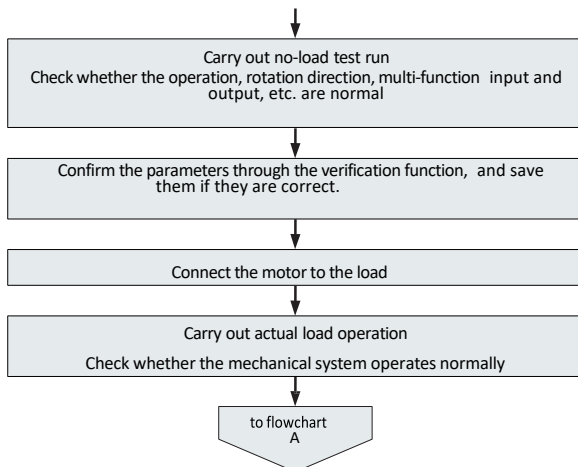 Carry out no-load test run
Check whether the operation, rotation direction, multi-function input and
output, etc. are normal
Confirm the parameters through the verification function, and save
them if they are correct.
Connect the motor to the load
Carry out actual load operation
Check whether the mechanical system operates normally
to flowchart
A